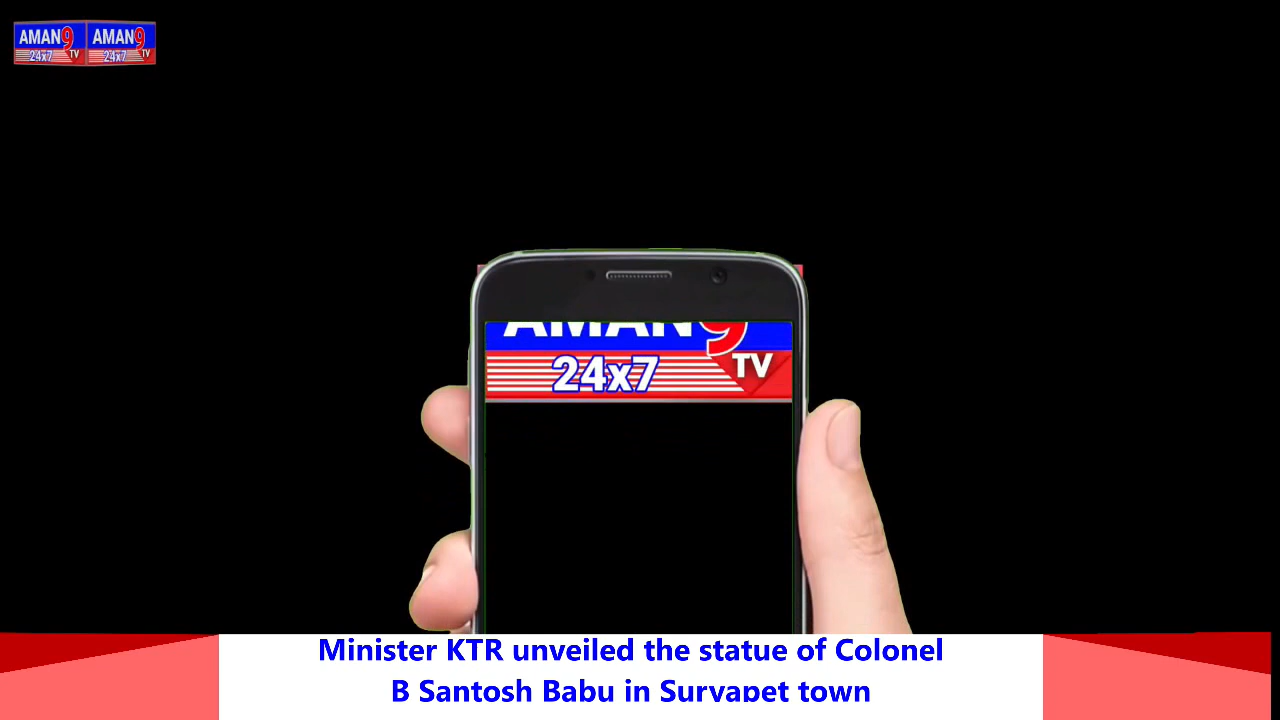 AMAN9 AMAN9
24x7 TV 24x7 TV
AMAN9
24x7 TV
Minister KTR unveiled the statue of Colonel
B Santosh Babu in Suryapet town